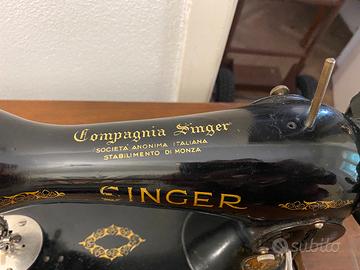 Compagnia Singer
SOCIETÀ ANONIMA ITALIANA
STABILIMENTO DI MONZA
SINGER
subito